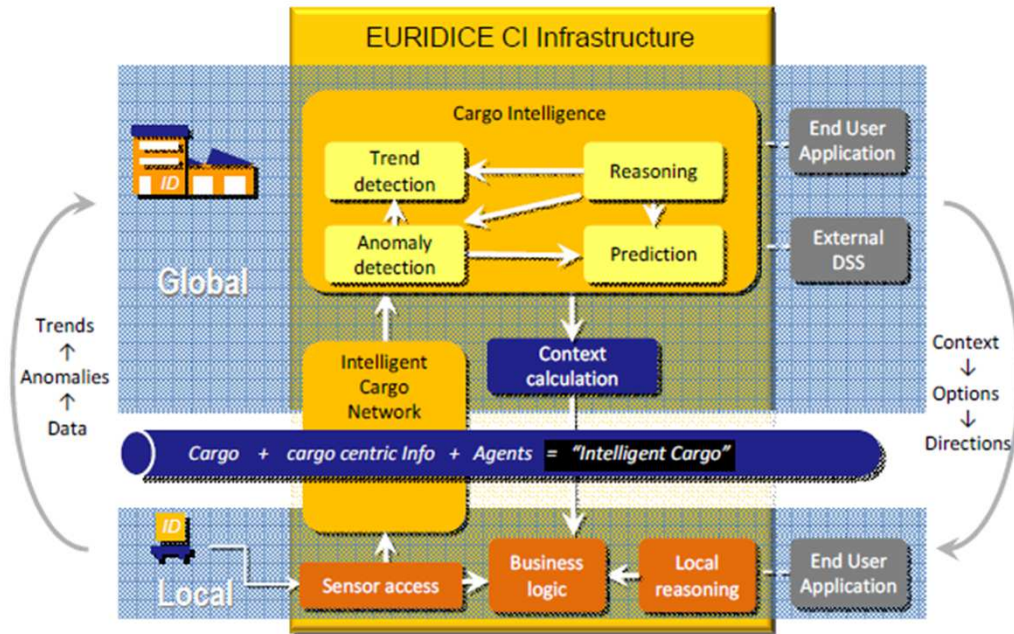 EURIDICE CI Infrastructure
Cargo Intelligence
Trend
detection
Reasoning
Anomaly
detection
Prediction
End User
Application
External
DSS
ID
Global
Trends
↑
Anomalies
↑
Data
Intelligent
Cargo
Network
Context
calculation
Context
↓
Options
↓
Directions
Cargo + cargo centric Info + Agents = "Intelligent Cargo"
ID
Local
Sensor access
Business
logic
Local
reasoning
End User
Application